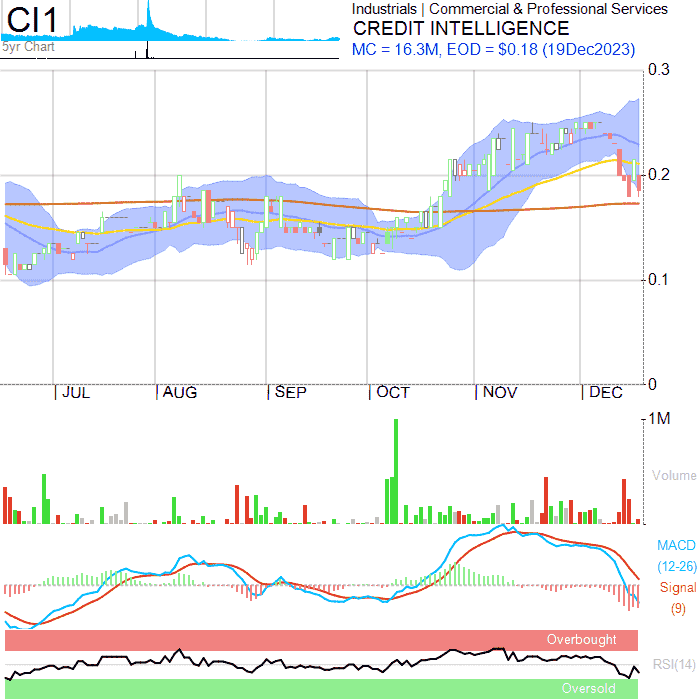 CI1
5yr Chart
Industrials | Commercial & Professional Services
CREDIT INTELLIGENCE
MC = 16.3M, EOD = $0.18 (19Dec2023)
0.3
0.2
0.1
0
JUL AUG SEP OCT NOV DEC
1M
Volume
MACD
(12-26)
Signal
(9)
Overbought
RSI(14)
Oversold